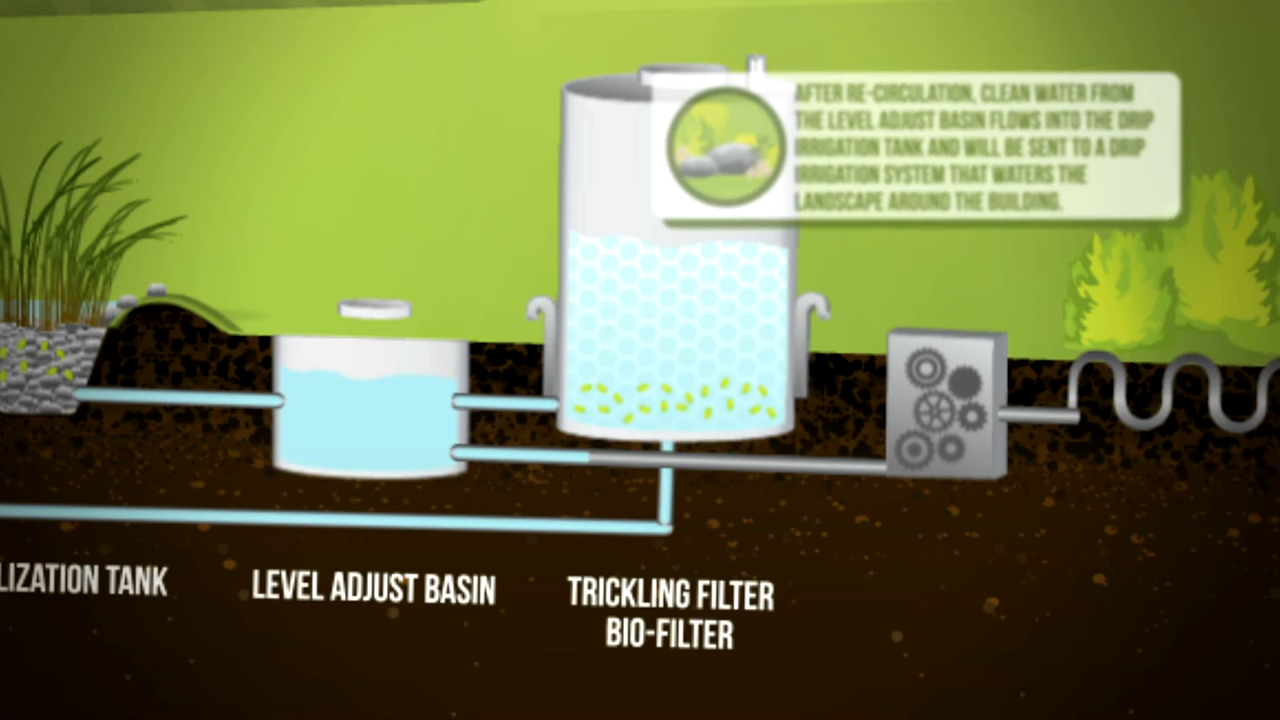 AFTER RE-CIRCULATION, CLEAN WATER FROM
THE LEVEL ADJUST BASIN FLOWS INTO THE DRIP
IRRIGATION TANK AND WILL BE SENT TO A DRIP
IRRIGATION SYSTEM THAT WATERS THE
LANDSCAPE AROUND THE BUILDING.
LIZATION TANK
LEVEL ADJUST BASIN
TRICKLING FILTER
BIO-FILTER